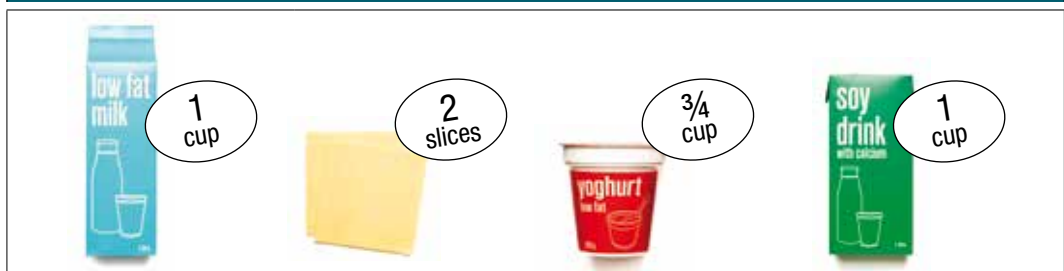 low fat
milk
1
cup
2
slices
¾
cup
yoghurt
low fat
soy
drink
with calcium
1
cup